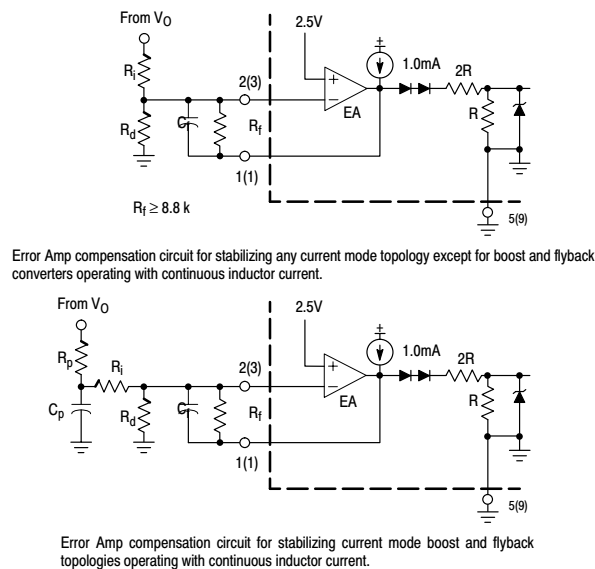 From VO
2.5V
1.0mA
Ri
2(3)
2R
+
−
EA
Rd
Rf
R
1(1)
Rf ≥ 8.8 k
5(9)
Error Amp compensation circuit for stabilizing any current mode topology except for boost and flyback
converters operating with continuous inductor current.
From VO
2.5V
1.0mA
Rp
Ri
2(3)
2R
+
−
EA
Cp
Rd
Rf
R
1(1)
5(9)
Error Amp compensation circuit for stabilizing current mode boost and flyback
topologies operating with continuous inductor current.